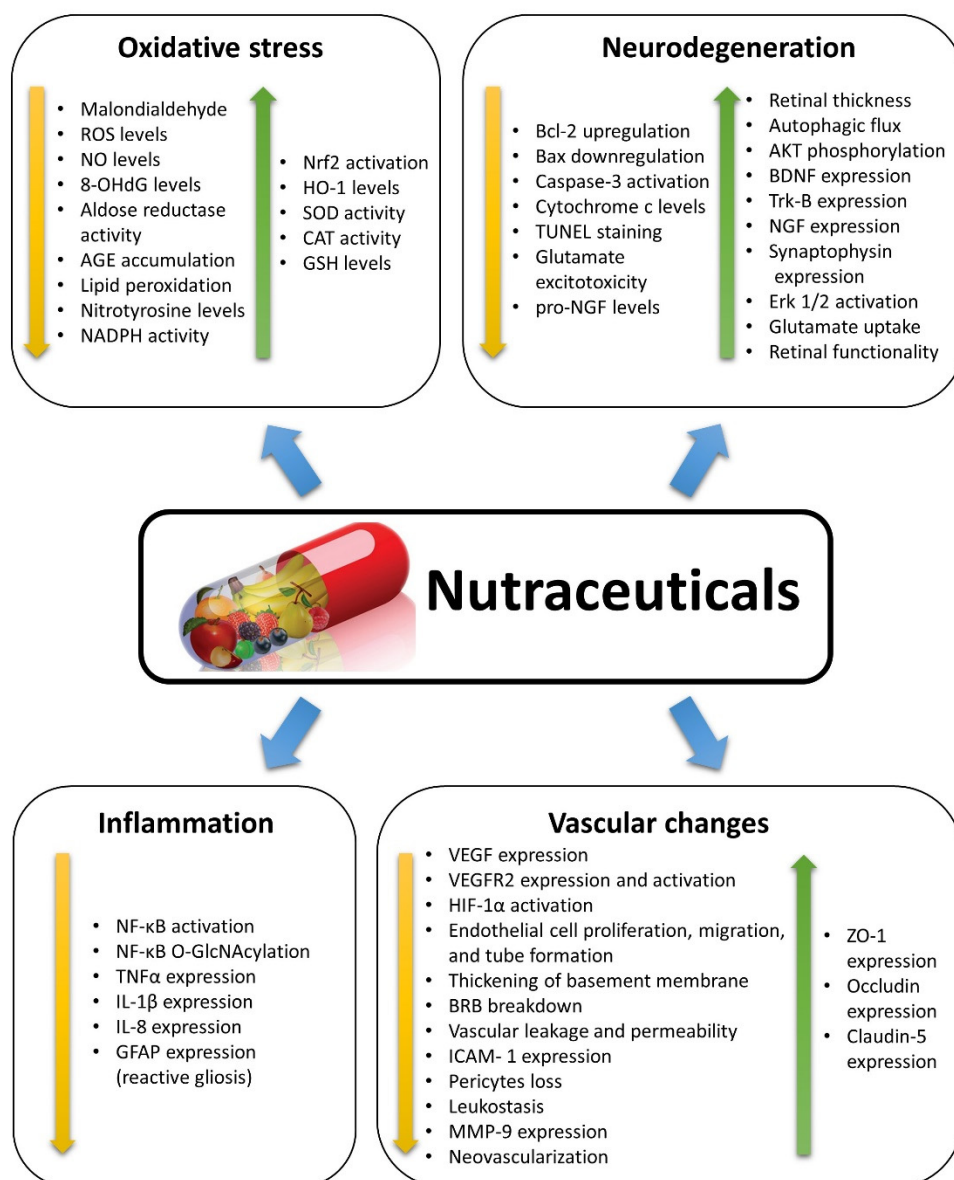 Oxidative stress
• Malondialdehyde
• ROS levels
• NO levels
• 8-OHdG levels
• Aldose reductase
activity
• AGE accumulation
• Lipid peroxidation
• Nitrotyrosine levels
• NADPH activity
• Nrf2 activation
• HO-1 levels
• SOD activity
• CAT activity
• GSH levels
Neurodegeneration
• Bcl-2 upregulation
• Bax downregulation
• Caspase-3 activation
• Cytochrome c levels
• TUNEL staining
• Glutamate
excitotoxicity
• pro-NGF levels
• Retinal thickness
• Autophagic flux
• AKT phosphorylation
• BDNF expression
• Trk-B expression
• NGF expression
• Synaptophysin
expression
• Erk 1/2 activation
• Glutamate uptake
• Retinal functionality
Nutraceuticals
Inflammation
• NF-κB activation
• NF-κB O-GlcNAcylation
• TNFα expression
• IL-1β expression
• IL-8 expression
• GFAP expression
(reactive gliosis)
Vascular changes
• VEGF expression
• VEGFR2 expression and activation
• HIF-1α activation
• Endothelial cell proliferation, migration,
and tube formation
• Thickening of basement membrane
• BRB breakdown
• Vascular leakage and permeability
• ICAM- 1 expression
• Pericytes loss
• Leukostasis
• MMP-9 expression
• Neovascularization
• ZO-1
expression
• Occludin
expression
• Claudin-5
expression